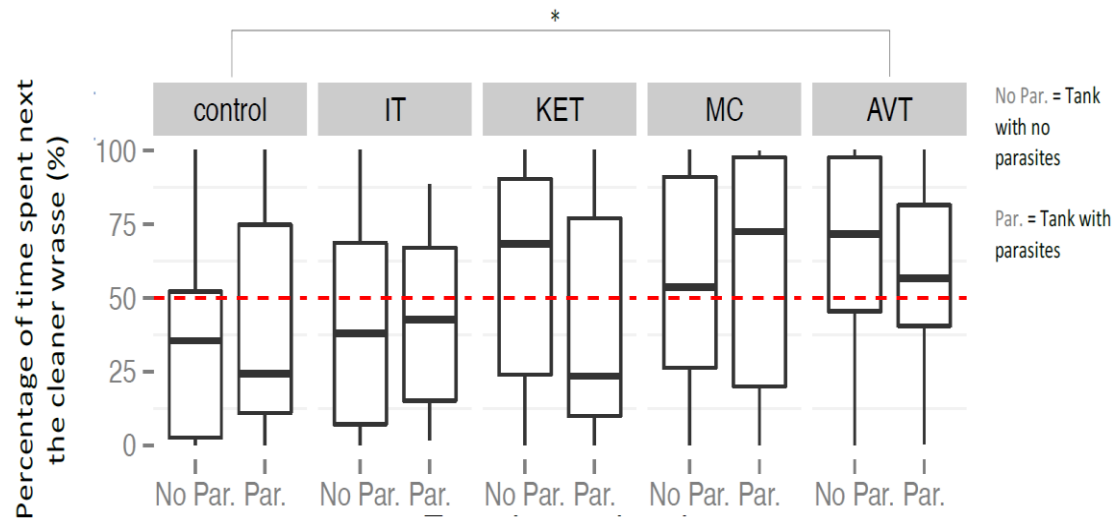 *
Percentage of time spent next
the cleaner wrasse (%)
control IT KET MC AVT
100
75
50
25
0
No Par. Par. No Par. Par. No Par. Par. No Par. Par. No Par. Par.
No Par. = Tank
with no
parasites
Par. = Tank with
parasites